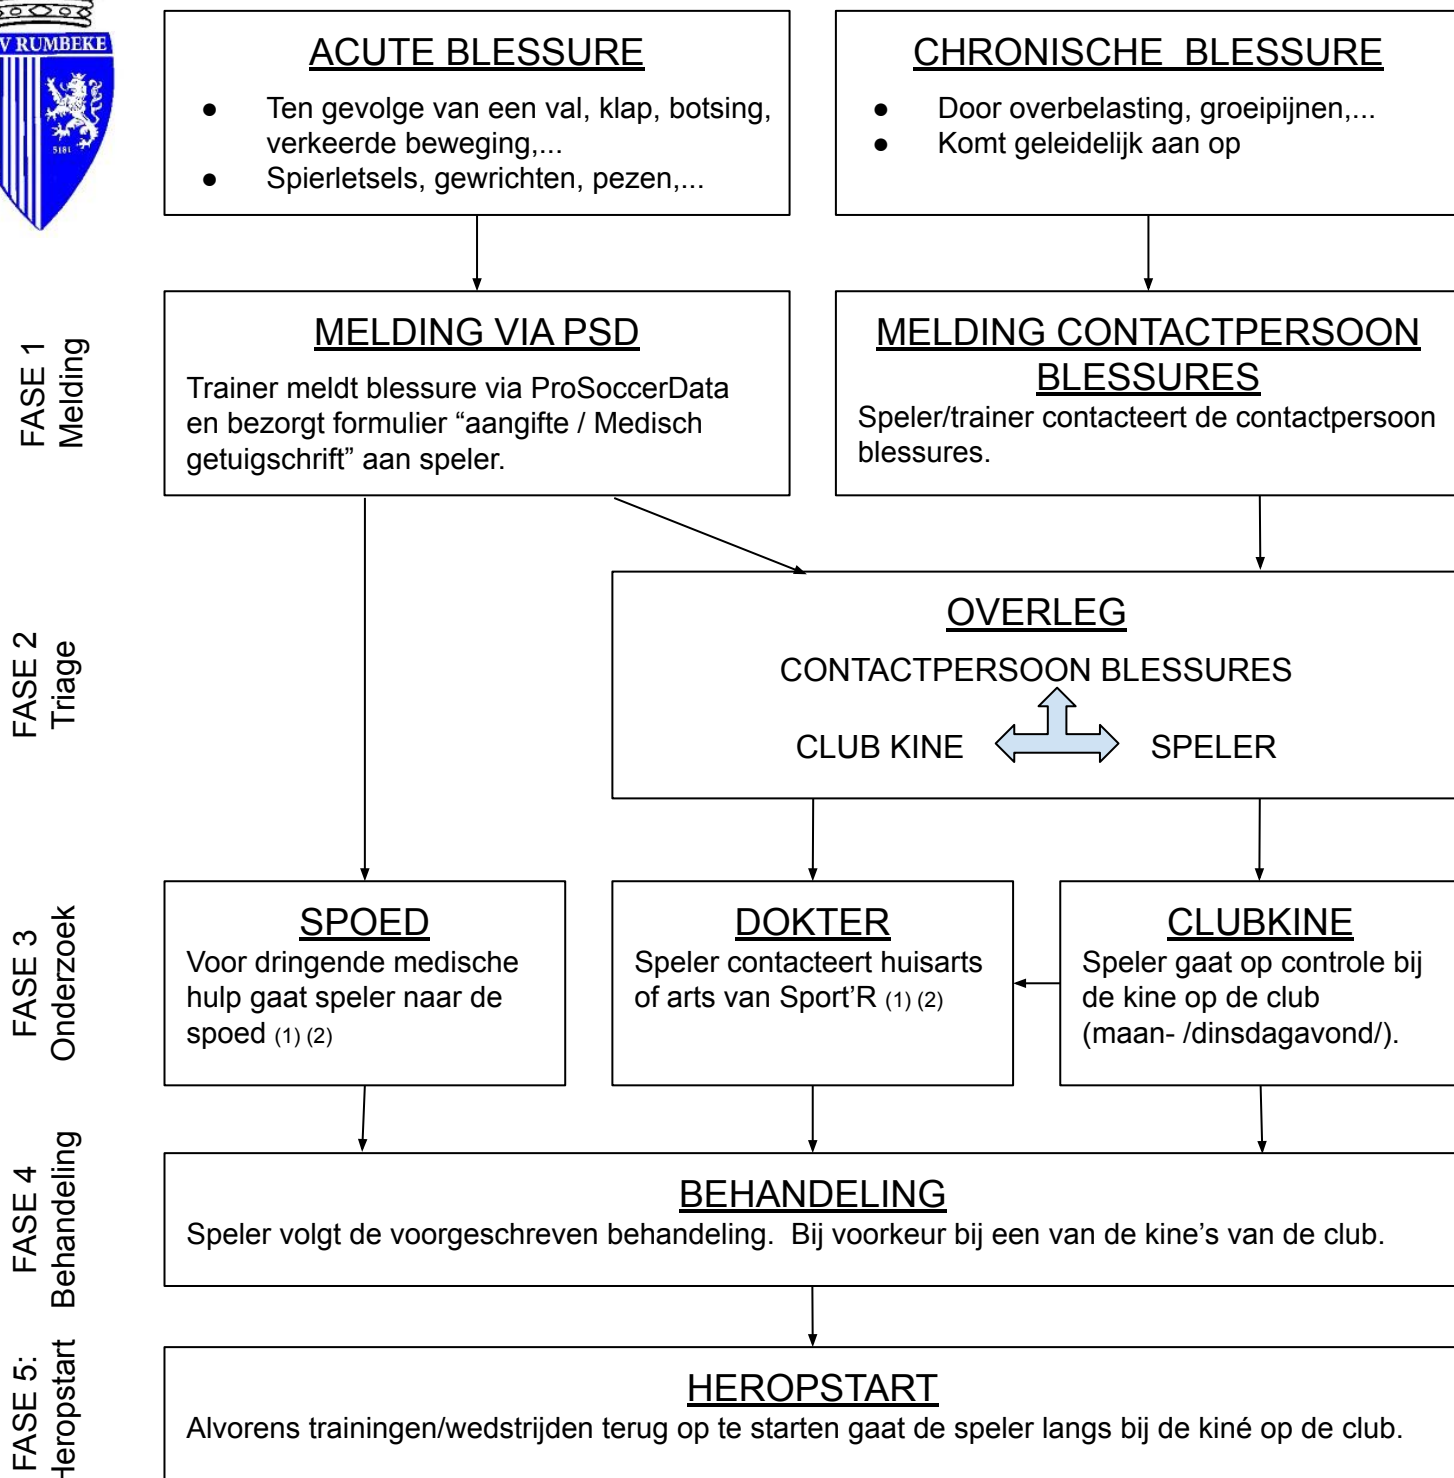 V RUMBEKE
5181
ACUTE BLESSURE
● Ten gevolge van een val, klap, botsing,
verkeerde beweging,...
● Spierletsels, gewrichten, pezen,...
CHRONISCHE BLESSURE
● Door overbelasting, groeipijnen,...
● Komt geleidelijk aan op
FASE 1
Melding
MELDING VIA PSD
Trainer meldt blessure via ProSoccerData
en bezorgt formulier “aangifte / Medisch
getuigschrift” aan speler.
MELDING CONTACTPERSOON
BLESSURES
Speler/trainer contacteert de contactpersoon
blessures.
FASE 2
Triage
OVERLEG
CONTACTPERSOON BLESSURES
CLUB KINE SPELER
FASE 3
Onderzoek
SPOED
Voor dringende medische
hulp gaat speler naar de
spoed (1) (2)
DOKTER
Speler contacteert huisarts
of arts van Sport’R (1) (2)
CLUBKINE
Speler gaat op controle bij
de kine op de club
(maan- /dinsdagavond/).
FASE 4
Behandeling
BEHANDELING
Speler volgt de voorgeschreven behandeling. Bij voorkeur bij een van de kine’s van de club.
FASE 5:
Heropstart
HEROPSTART
Alvorens trainingen/wedstrijden terug op te starten gaat de speler langs bij de kiné op de club.